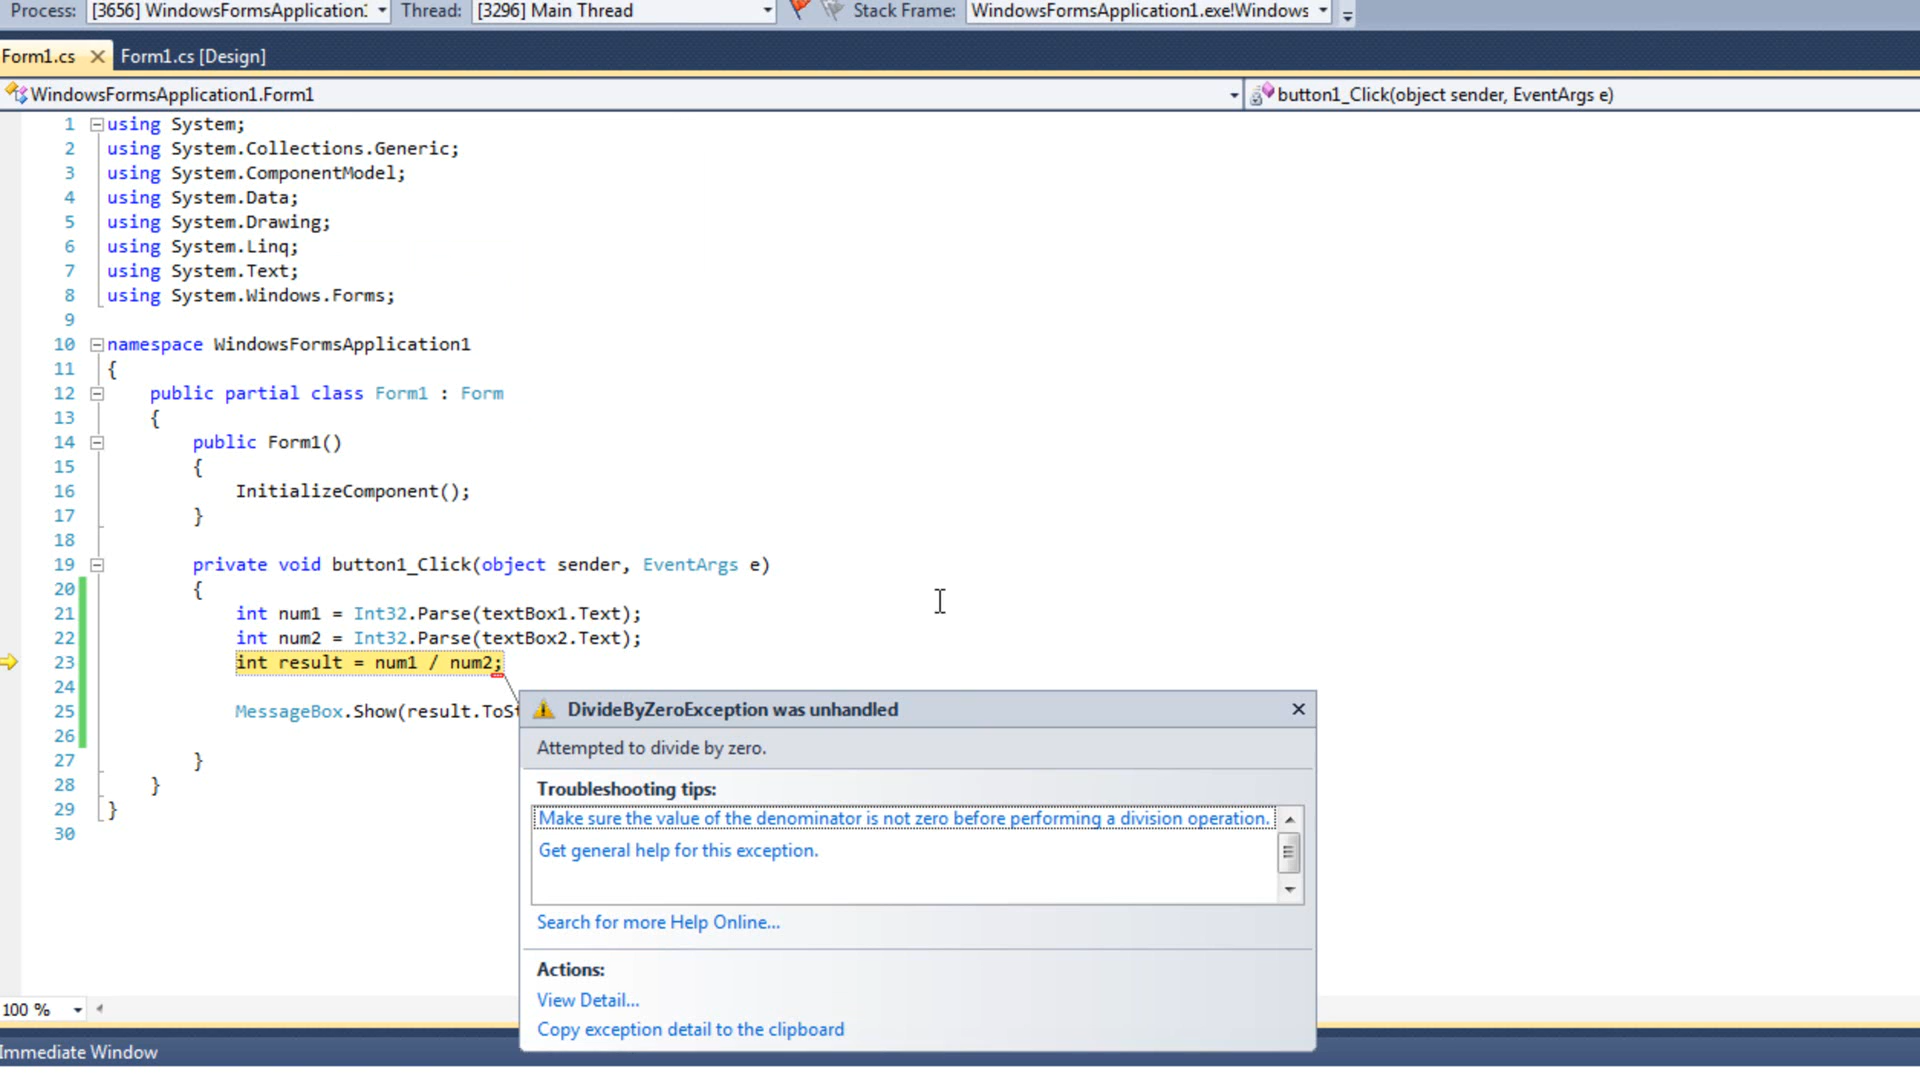 Process: [3656] WindowsFormsApplication: Thread: [3296] Main Thread Stack Frame: WindowsFormsApplication1.exe!Windows
Form1.cs Form1.cs [Design]
WindowsFormsApplication1.Form1 button1_Click(object sender, EventArgs e)
1 using System;
2 using System.Collections.Generic;
3 using System.ComponentModel;
4 using System.Data;
5 using System.Drawing;
6 using System.Linq;
7 using System.Text;
8 using System.Windows.Forms;
9
10 namespace WindowsFormsApplication1
11 {
12 public partial class Form1 : Form
13 {
14 public Form1()
15 {
16 InitializeComponent();
17 }
18
19 private void button1_Click(object sender, EventArgs e)
20 {
21 int num1 = Int32.Parse(textBox1.Text);
22 int num2 = Int32.Parse(textBox2.Text);
23 int result = num1 / num2;
24
25 MessageBox.Show(result.ToSt
26
27 }
28 }
29 }
30
DivideByZeroException was unhandled
Attempted to divide by zero.
Troubleshooting tips:
Make sure the value of the denominator is not zero before performing a division operation.
Get general help for this exception.
Search for more Help Online...
Actions:
View Detail...
Copy exception detail to the clipboard
100 %
Immediate Window